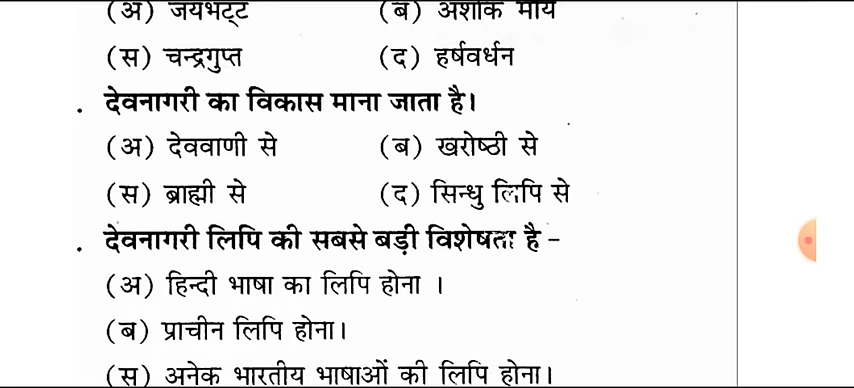 (अ) जयभट्ट (ब) अशोक मौर्य
(स) चन्द्रगुप्त (द) हर्षवर्धन
. देवनागरी का विकास माना जाता है।
(अ) देववाणी से (ब) खरोष्ठी से
(स) ब्राह्मी से (द) सिन्धु लिपि से
. देवनागरी लिपि की सबसे बड़ी विशेषता है -
(अ) हिन्दी भाषा का लिपि होना ।
(ब) प्राचीन लिपि होना।
(स) अनेक भारतीय भाषाओं की लिपि होना।